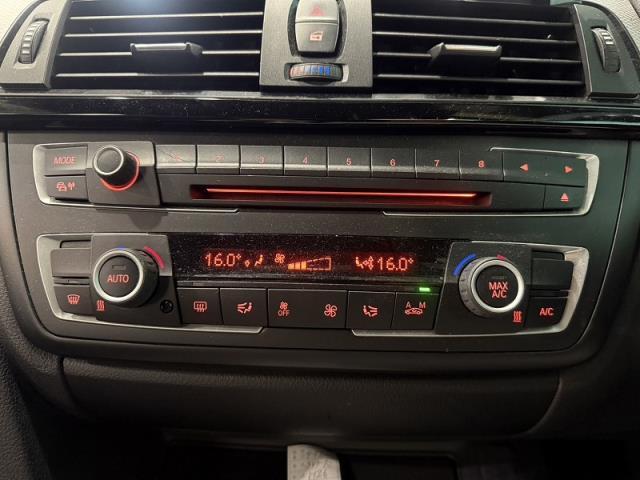 MODE 1 2 3 4 5 6 7 8
16.0° 16.0°
AUTO MAX A/C
OFF A M A/C